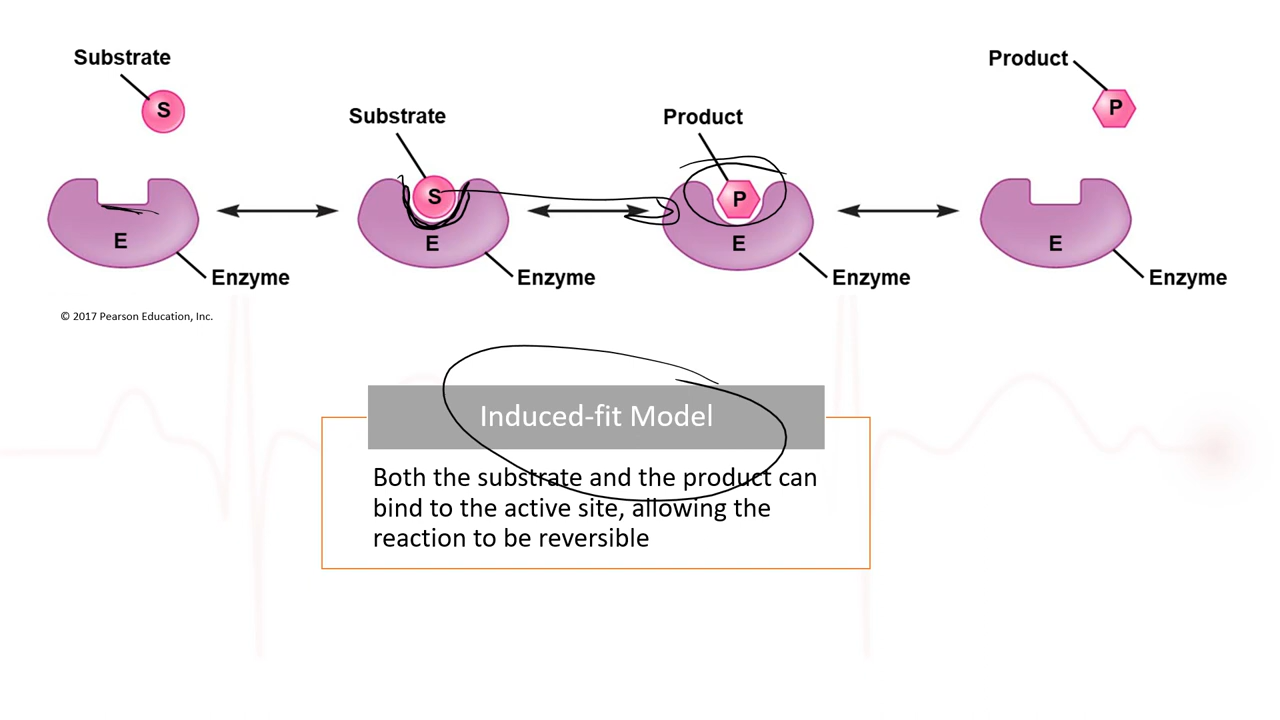 Substrate
S
E
Enzyme
Substrate
S
E
Enzyme
Product
P
E
Enzyme
Product
P
E
Enzyme
© 2017 Pearson Education, Inc.
Induced-fit Model
Both the substrate and the product can
bind to the active site, allowing the
reaction to be reversible